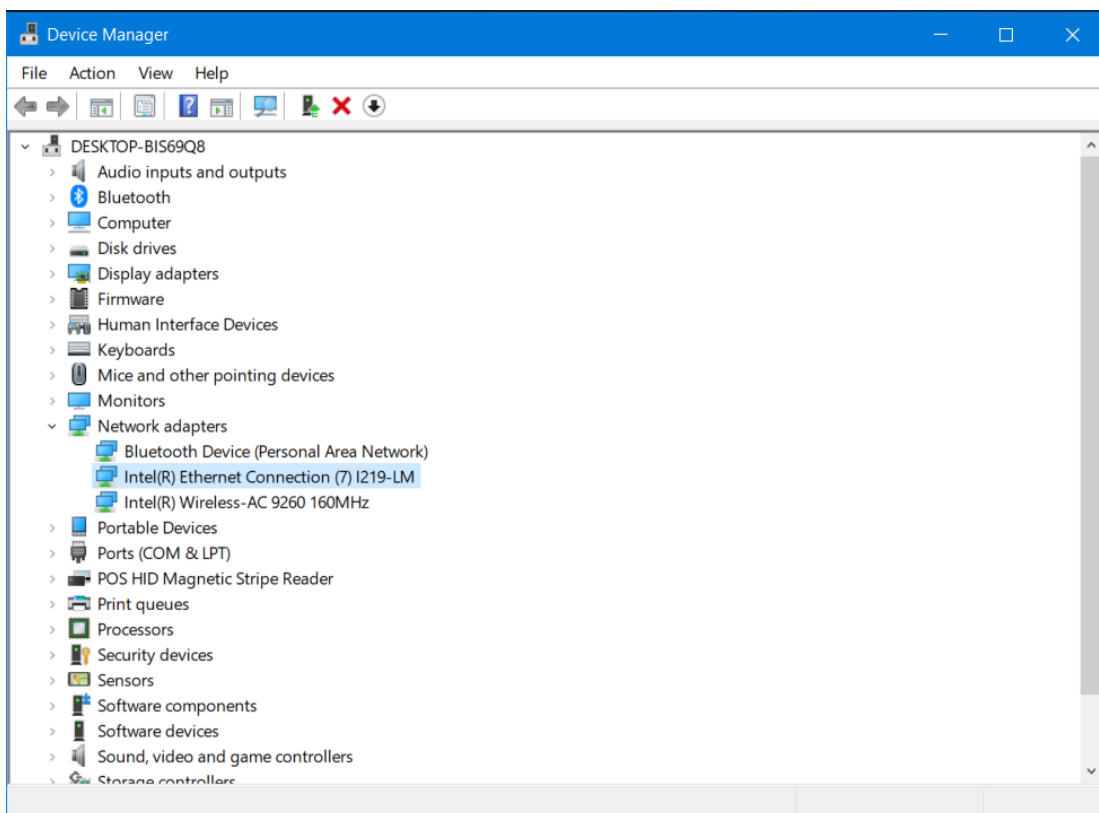 Device Manager
File Action View Help
DESKTOP-BIS69Q8
Audio inputs and outputs
Bluetooth
Computer
Disk drives
Display adapters
Firmware
Human Interface Devices
Keyboards
Mice and other pointing devices
Monitors
Network adapters
Bluetooth Device (Personal Area Network)
Intel(R) Ethernet Connection (7) I219-LM
Intel(R) Wireless-AC 9260 160MHz
Portable Devices
Ports (COM & LPT)
POS HID Magnetic Stripe Reader
Print queues
Processors
Security devices
Sensors
Software components
Software devices
Sound, video and game controllers
Storage controllers